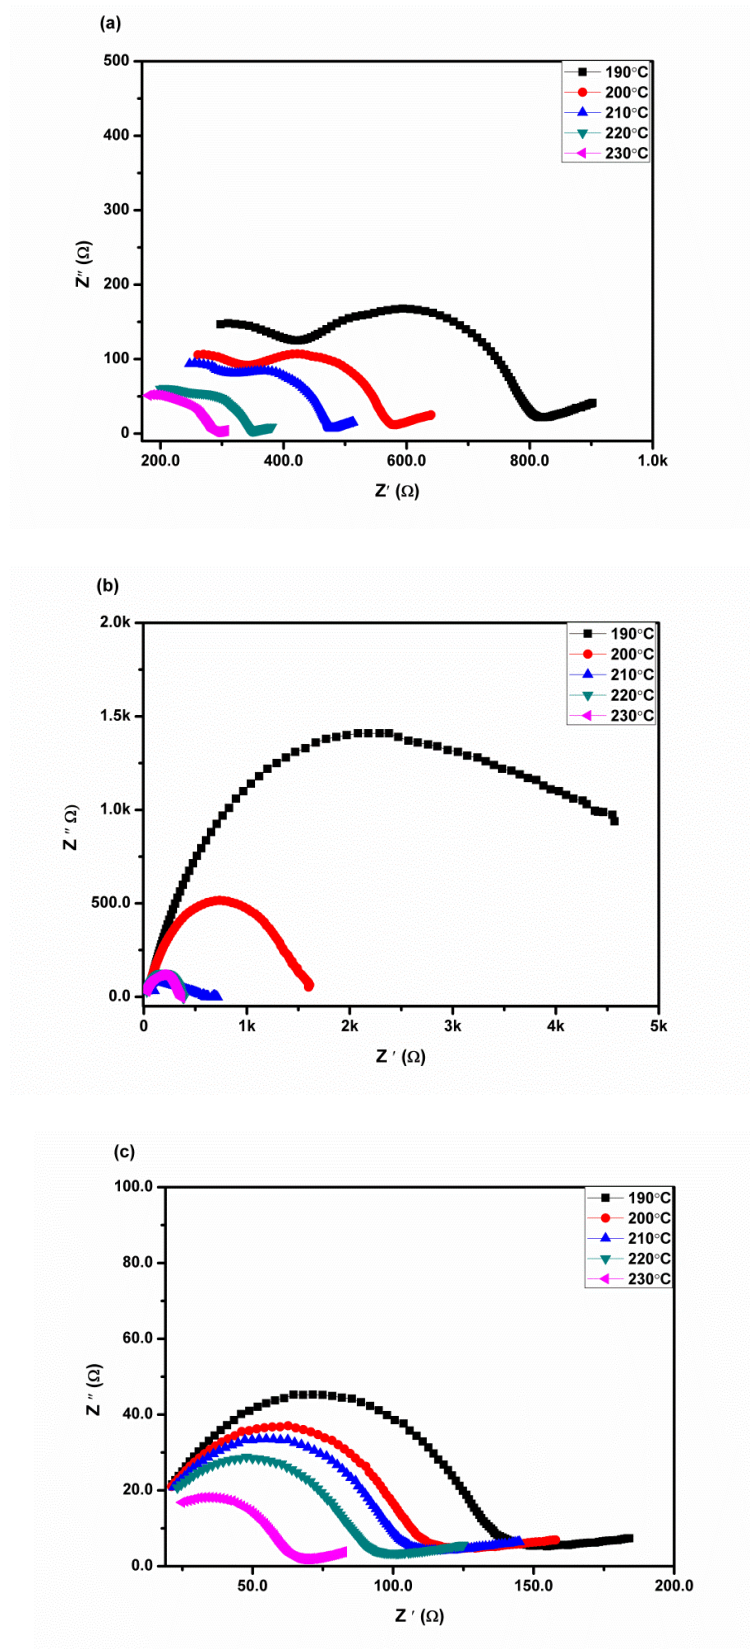 (a)
500
400
300
200
100
0
Z″ (Ω)
200.0 400.0 600.0 800.0 1.0k
Z′ (Ω)
190°C
200°C
210°C
220°C
230°C
(b)
2.0k
1.5k
1.0k
500.0
0.0
Z ″ Ω)
0 1k 2k 3k 4k 5k
Z ′ (Ω)
190°C
200°C
210°C
220°C
230°C
(c)
100.0
80.0
60.0
40.0
20.0
0.0
Z ″ (Ω)
50.0 100.0 150.0 200.0
Z ′ (Ω)
190°C
200°C
210°C
220°C
230°C